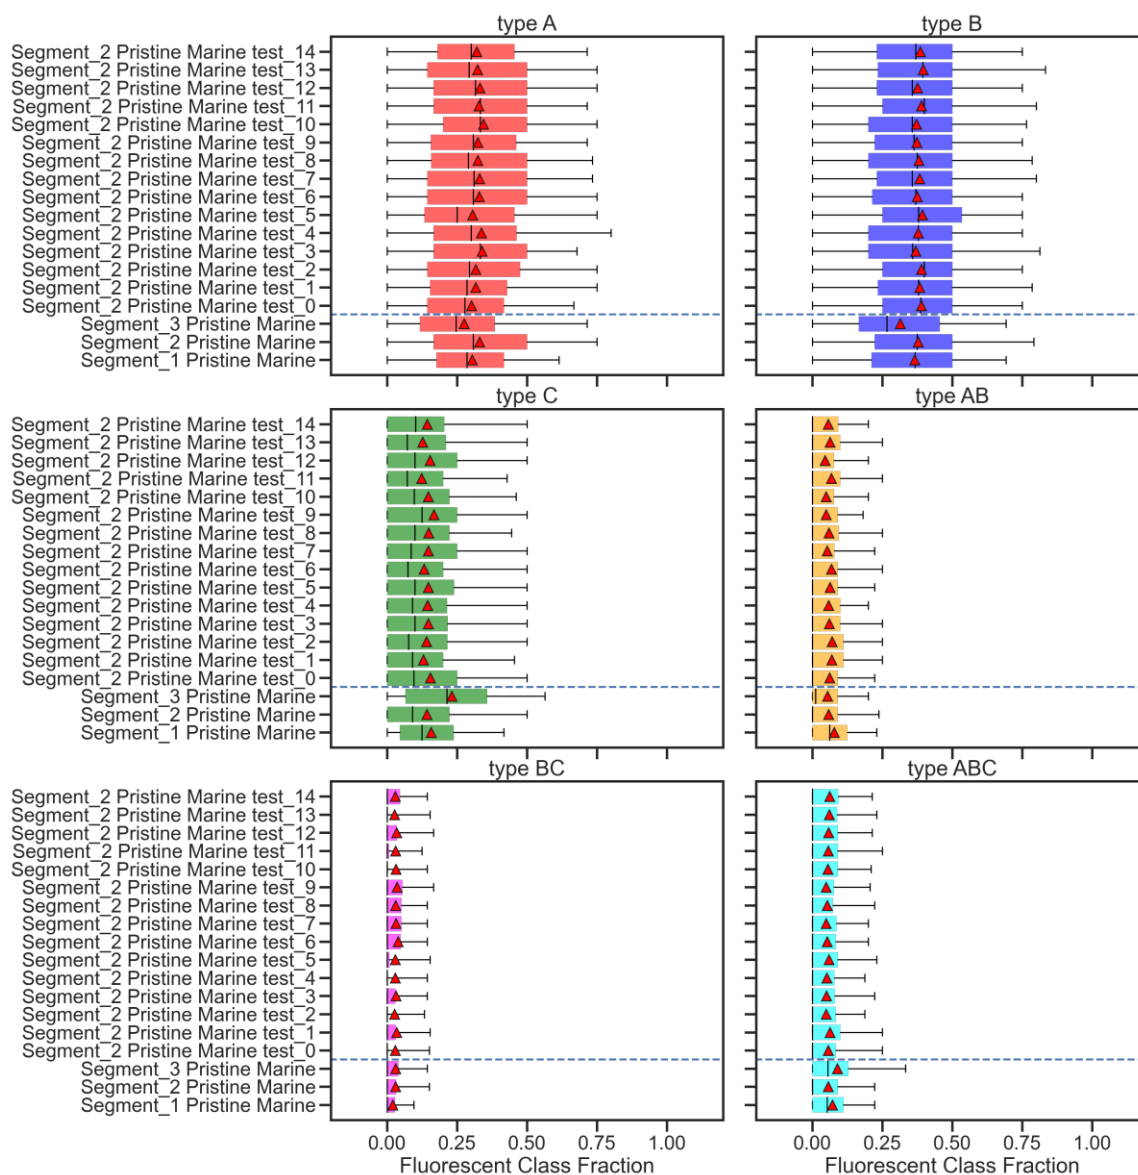 type A
type B
Segment_2 Pristine Marine test_14
Segment_2 Pristine Marine test_13
Segment_2 Pristine Marine test_12
Segment_2 Pristine Marine test_11
Segment_2 Pristine Marine test_10
Segment_2 Pristine Marine test_9
Segment_2 Pristine Marine test_8
Segment_2 Pristine Marine test_7
Segment_2 Pristine Marine test_6
Segment_2 Pristine Marine test_5
Segment_2 Pristine Marine test_4
Segment_2 Pristine Marine test_3
Segment_2 Pristine Marine test_2
Segment_2 Pristine Marine test_1
Segment_2 Pristine Marine test_0
Segment_3 Pristine Marine
Segment_2 Pristine Marine
Segment_1 Pristine Marine
type C
type AB
Segment_2 Pristine Marine test_14
Segment_2 Pristine Marine test_13
Segment_2 Pristine Marine test_12
Segment_2 Pristine Marine test_11
Segment_2 Pristine Marine test_10
Segment_2 Pristine Marine test_9
Segment_2 Pristine Marine test_8
Segment_2 Pristine Marine test_7
Segment_2 Pristine Marine test_6
Segment_2 Pristine Marine test_5
Segment_2 Pristine Marine test_4
Segment_2 Pristine Marine test_3
Segment_2 Pristine Marine test_2
Segment_2 Pristine Marine test_1
Segment_2 Pristine Marine test_0
Segment_3 Pristine Marine
Segment_2 Pristine Marine
Segment_1 Pristine Marine
type BC
type ABC
Segment_2 Pristine Marine test_14
Segment_2 Pristine Marine test_13
Segment_2 Pristine Marine test_12
Segment_2 Pristine Marine test_11
Segment_2 Pristine Marine test_10
Segment_2 Pristine Marine test_9
Segment_2 Pristine Marine test_8
Segment_2 Pristine Marine test_7
Segment_2 Pristine Marine test_6
Segment_2 Pristine Marine test_5
Segment_2 Pristine Marine test_4
Segment_2 Pristine Marine test_3
Segment_2 Pristine Marine test_2
Segment_2 Pristine Marine test_1
Segment_2 Pristine Marine test_0
Segment_3 Pristine Marine
Segment_2 Pristine Marine
Segment_1 Pristine Marine
0.00 0.25 0.50 0.75 1.00
0.00 0.25 0.50 0.75 1.00
Fluorescent Class Fraction
Fluorescent Class Fraction